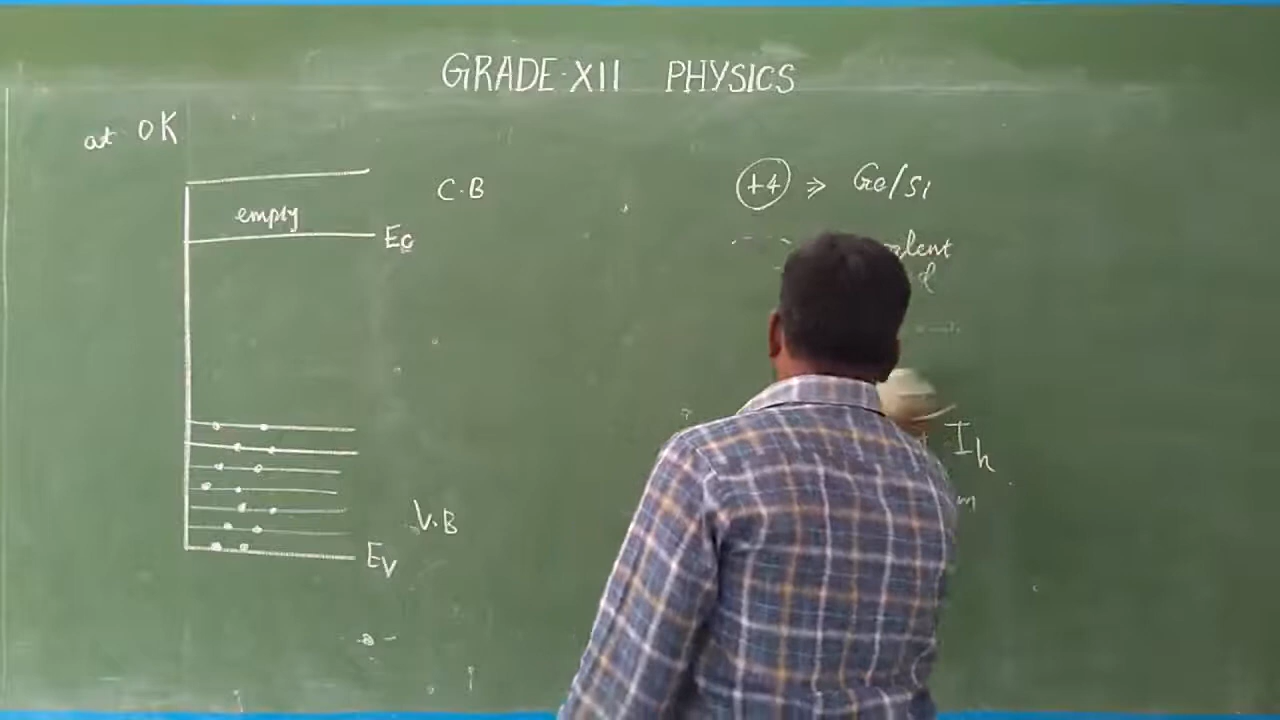 GRADE-XII PHYSICS
at 0K
C.B
empty
Ec
V.B
Ev
+4 ⇒ Ge/Si
Ih